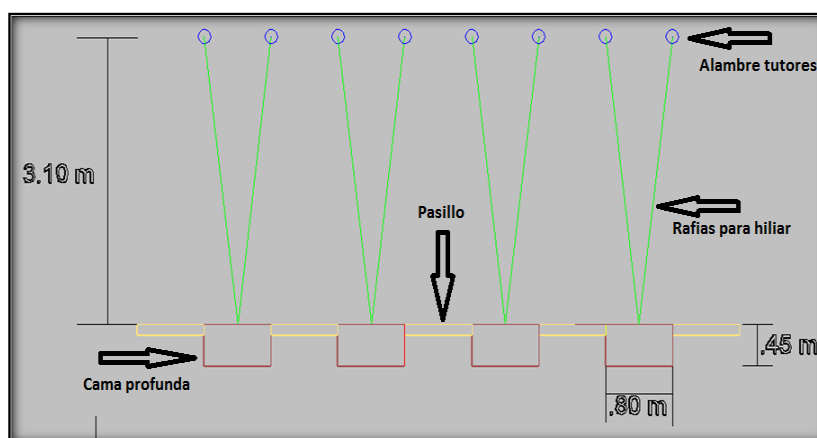 Alambre tutores
3.10 m
Pasillo
Rafias para hiliar
.45 m
Cama profunda
.80 m